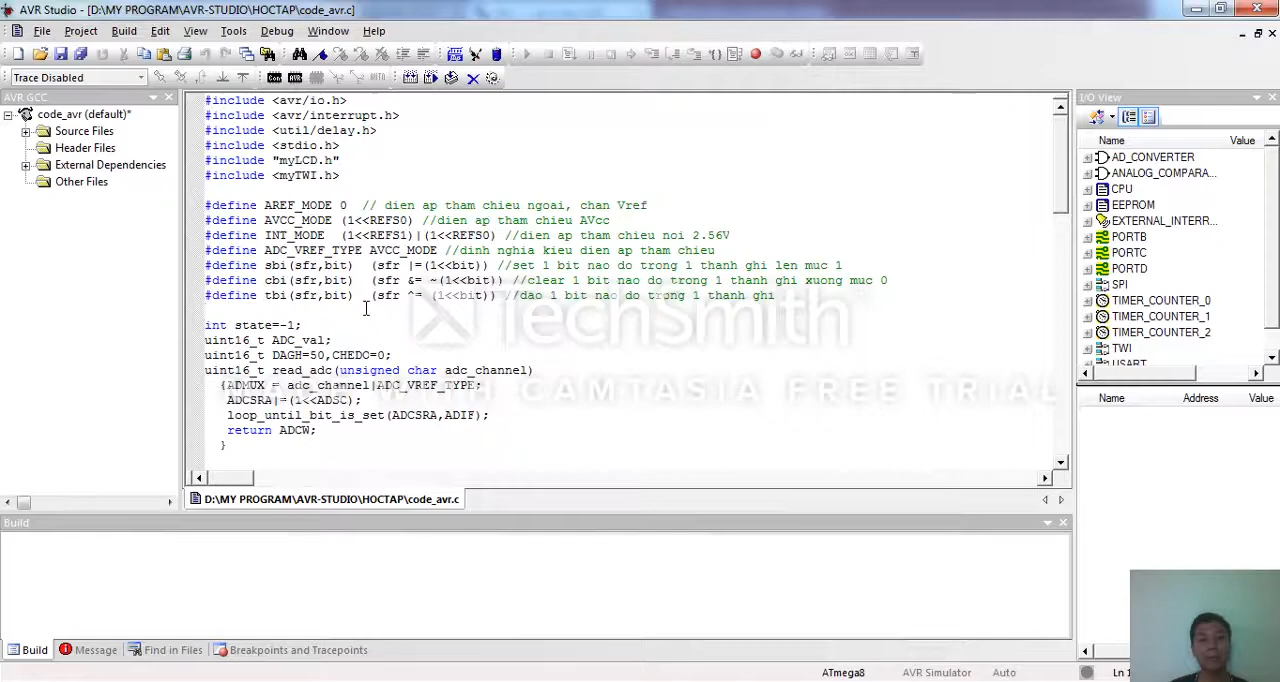 AVR Studio - [D:\MY PROGRAM\AVR-STUDIO\HOCTAP\code_avr.c]
File Project Build Edit View Tools Debug Window Help
Trace Disabled
Con AVR AUTO
AVR GCC
code_avr (default)*
Source Files
Header Files
External Dependencies
Other Files
#include <avr/io.h>
#include <avr/interrupt.h>
#include <util/delay.h>
#include <stdio.h>
#include "myLCD.h"
#include <myTWI.h>
#define AREF_MODE 0 // dien ap tham chieu ngoai, chan Vref
#define AVCC_MODE (1<<REFS0) //dien ap tham chieu AVcc
#define INT_MODE (1<<REFS1)|(1<<REFS0) //dien ap tham chieu noi 2.56V
#define ADC_VREF_TYPE AVCC_MODE //dinh nghia kieu dien ap tham chieu
#define sbi(sfr,bit) (sfr |=(1<<bit)) //set 1 bit nao do trong 1 thanh ghi len muc 1
#define cbi(sfr,bit) (sfr &= ~(1<<bit)) //clear 1 bit nao do trong 1 thanh ghi xuong muc 0
#define tbi(sfr,bit) (sfr ^= (1<<bit)) //dao 1 bit nao do trong 1 thanh ghi
int state=-1;
uint16_t ADC_val;
uint16_t DAGH=50,CHEDO=0;
uint16_t read_adc(unsigned char adc_channel)
{ADMUX = adc_channel|ADC_VREF_TYPE;
ADCSRA|=(1<<ADSC);
loop_until_bit_is_set(ADCSRA,ADIF);
return ADCW;
}
TechSmith
CAMTASIA FREE TRIAL
D:\MY PROGRAM\AVR-STUDIO\HOCTAP\code_avr.c
I/O View
Name Value
AD_CONVERTER
ANALOG_COMPARA...
CPU
EEPROM
EXTERNAL_INTERR...
PORTB
PORTC
PORTD
SPI
TIMER_COUNTER_0
TIMER_COUNTER_1
TIMER_COUNTER_2
TWI
USART
Name Address Value
Build
Build Message Find in Files Breakpoints and Tracepoints
ATmega8 AVR Simulator Auto Ln 1